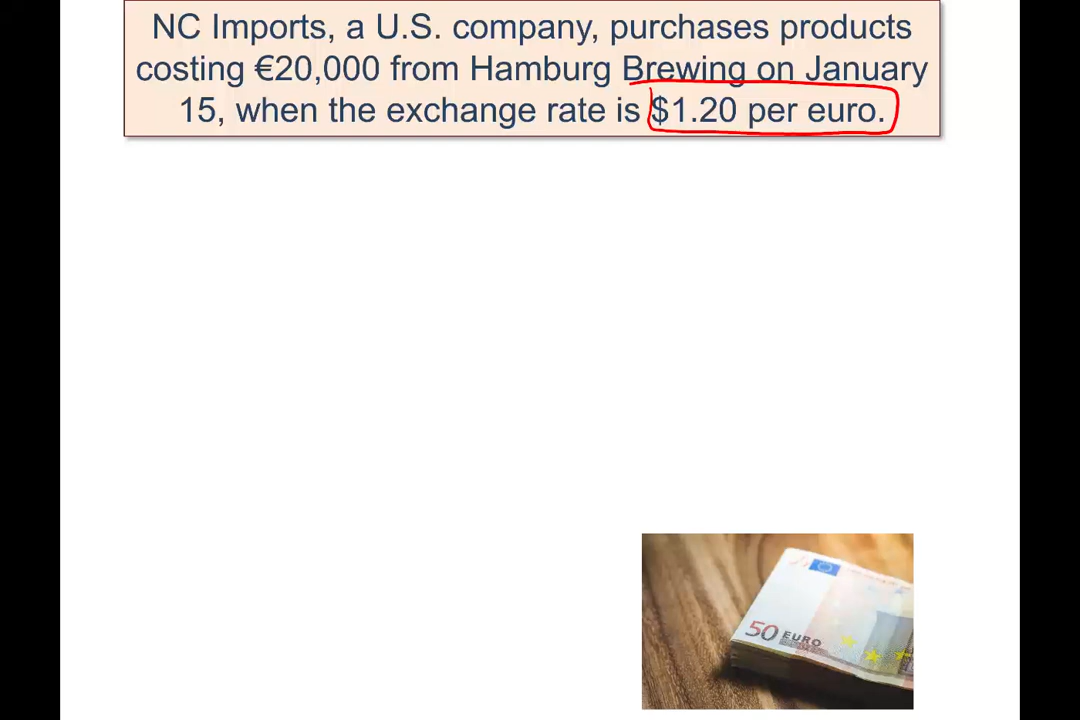 NC Imports, a U.S. company, purchases products
costing €20,000 from Hamburg Brewing on January
15, when the exchange rate is $1.20 per euro.
50 EURO